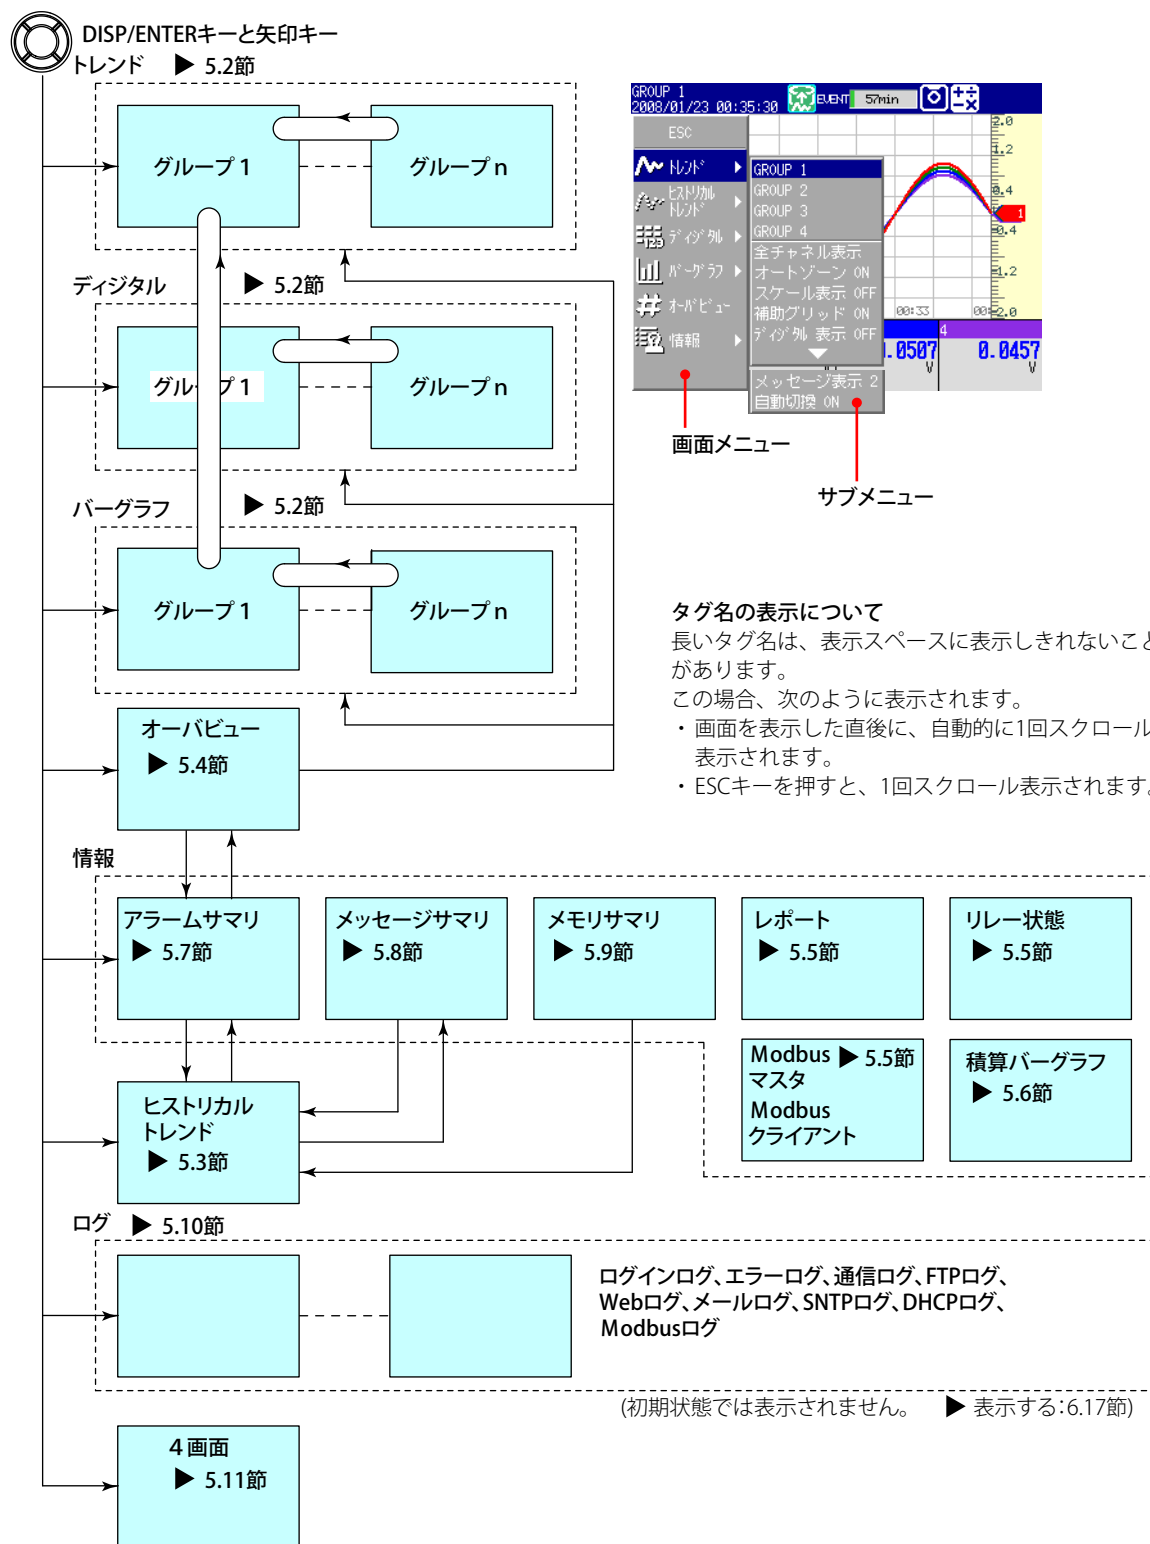 DISP/ENTERキーと矢印キー
トレンド ▶ 5.2節
グループ 1
グループ n
ディジタル ▶ 5.2節
グループ 1
グループ n
バーグラフ ▶ 5.2節
グループ 1
グループ n
オーバビュー
▶ 5.4節
情報
アラームサマリ
▶ 5.7節
メッセージサマリ
▶ 5.8節
メモリサマリ
▶ 5.9節
レポート
▶ 5.5節
リレー状態
▶ 5.5節
Modbus ▶ 5.5節
マスタ
Modbus
クライアント
積算バーグラフ
▶ 5.6節
ヒストリカル
トレンド
▶ 5.3節
ログ ▶ 5.10節
ログインログ、エラーログ、通信ログ、FTPログ、
Webログ、メールログ、SNTPログ、DHCPログ、
Modbusログ
(初期状態では表示されません。 ▶ 表示する:6.17節)
4 画面
▶ 5.11節
GROUP 1
2008/01/23 00:35:30
EVENT 57min
ESC
トレンド
ヒストリカル
トレンド
ディジタル
バーグラフ
オーバビュー
情報
GROUP 1
GROUP 2
GROUP 3
GROUP 4
全チャネル表示
オートゾーン ON
スケール表示 OFF
補助グリッド ON
ディジタル 表示 OFF
メッセージ表示 2
自動切換 ON
2.0
1.2
0.4
1
-0.4
-1.2
-2.0
00:33
00:
4
.0507
V
0.0457
V
画面メニュー
サブメニュー
タグ名の表示について
長いタグ名は、表示スペースに表示しきれないこと
があります。
この場合、次のように表示されます。
・画面を表示した直後に、自動的に1回スクロール
表示されます。
・ESCキーを押すと、1回スクロール表示されます。